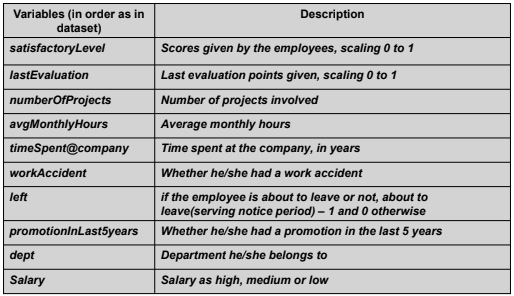 Variables (in order as in
dataset)
Description
satisfactoryLevel
Scores given by the employees, scaling 0 to 1
lastEvaluation
Last evaluation points given, scaling 0 to 1
numberOfProjects
Number of projects involved
avgMonthlyHours
Average monthly hours
timeSpent@company
Time spent at the company, in years
workAccident
Whether he/she had a work accident
left
if the employee is about to leave or not, about to
leave(serving notice period) – 1 and 0 otherwise
promotionInLast5years
Whether he/she had a promotion in the last 5 years
dept
Department he/she belongs to
Salary
Salary as high, medium or low